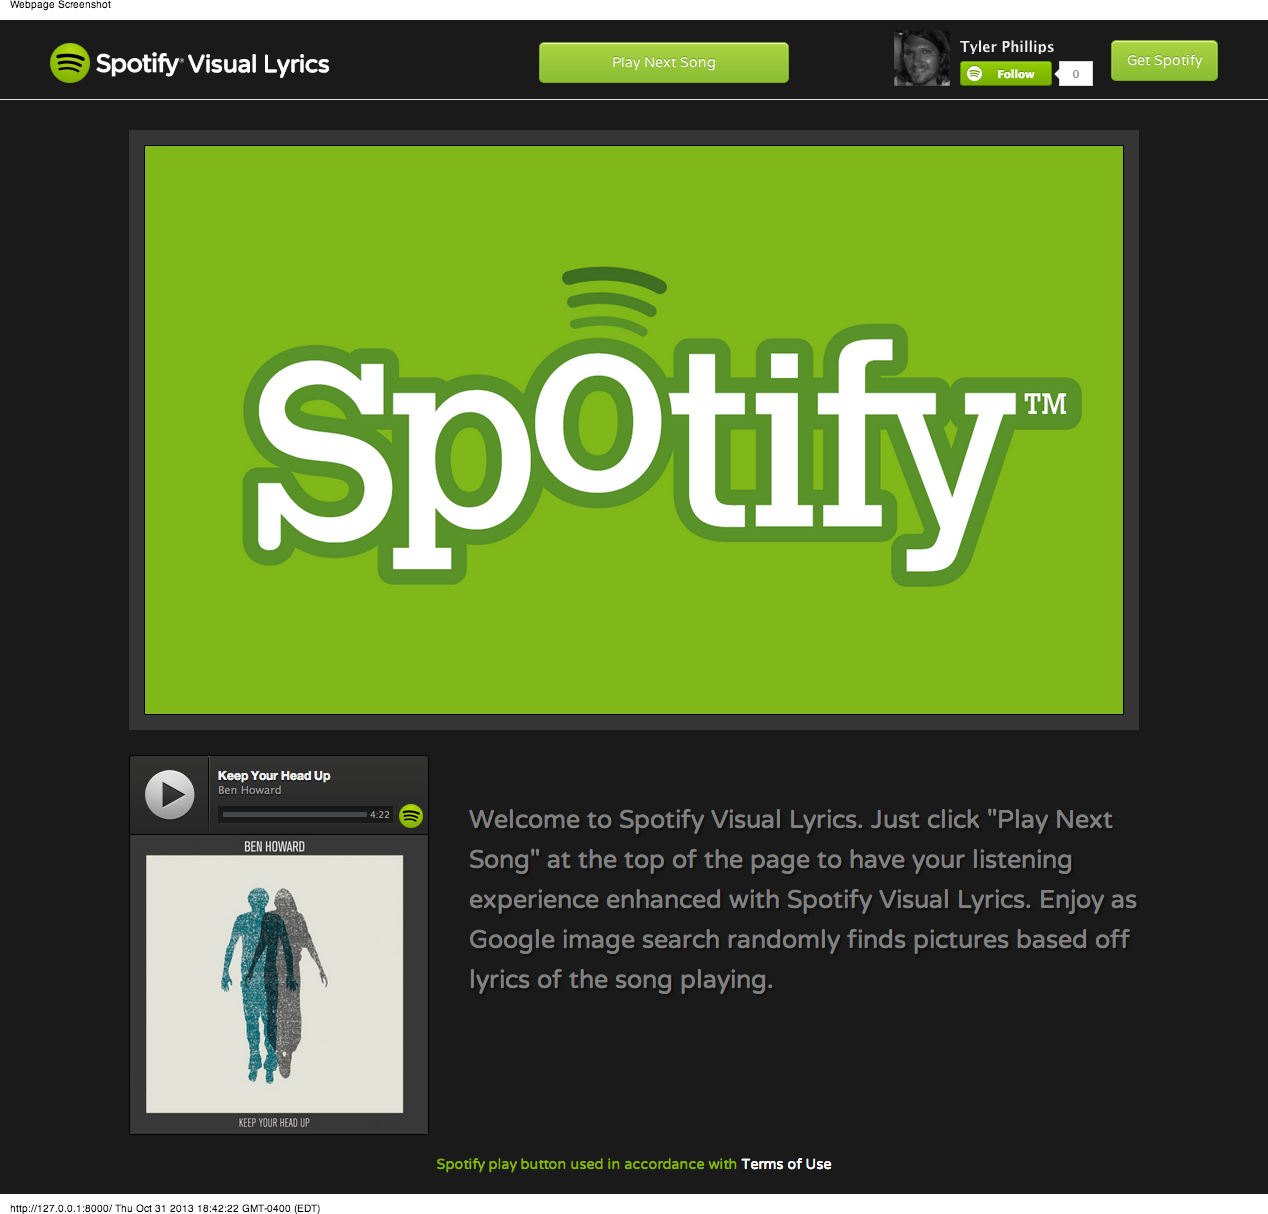 Webpage Screenshot
Spotify® Visual Lyrics
Play Next Song
Tyler Phillips
Follow
0
Get Spotify
Spotify™
Keep Your Head Up
Ben Howard
4:22
BEN HOWARD
KEEP YOUR HEAD UP
Welcome to Spotify Visual Lyrics. Just click "Play Next
Song" at the top of the page to have your listening
experience enhanced with Spotify Visual Lyrics. Enjoy as
Google image search randomly finds pictures based off
lyrics of the song playing.
Spotify play button used in accordance with Terms of Use
http://127.0.0.1:8000/ Thu Oct 31 2013 18:42:22 GMT-0400 (EDT)